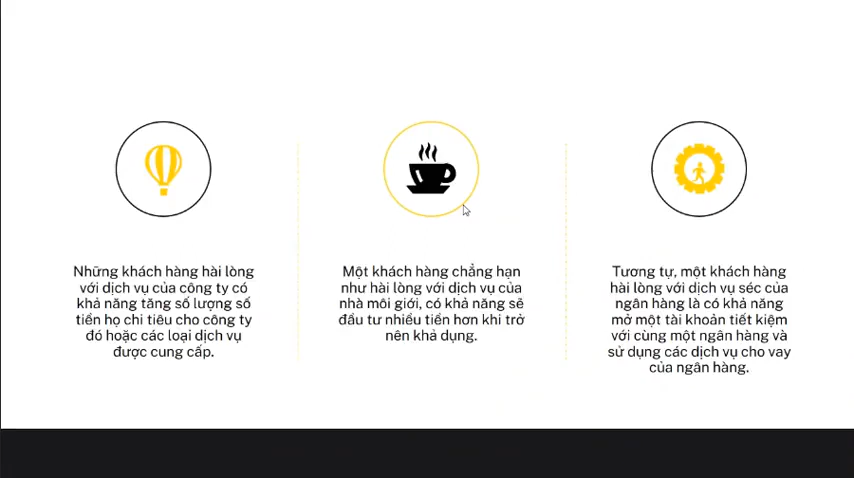 Những khách hàng hài lòng
với dịch vụ của công ty có
khả năng tăng số lượng số
tiền họ chi tiêu cho công ty
đó hoặc các loại dịch vụ
được cung cấp.
Một khách hàng chẳng hạn
như hài lòng với dịch vụ của
nhà môi giới, có khả năng sẽ
đầu tư nhiều tiền hơn khi trở
nên khả dụng.
Tương tự, một khách hàng
hài lòng với dịch vụ séc của
ngân hàng là có khả năng
mở một tài khoản tiết kiệm
với cùng một ngân hàng và
sử dụng các dịch vụ cho vay
của ngân hàng.